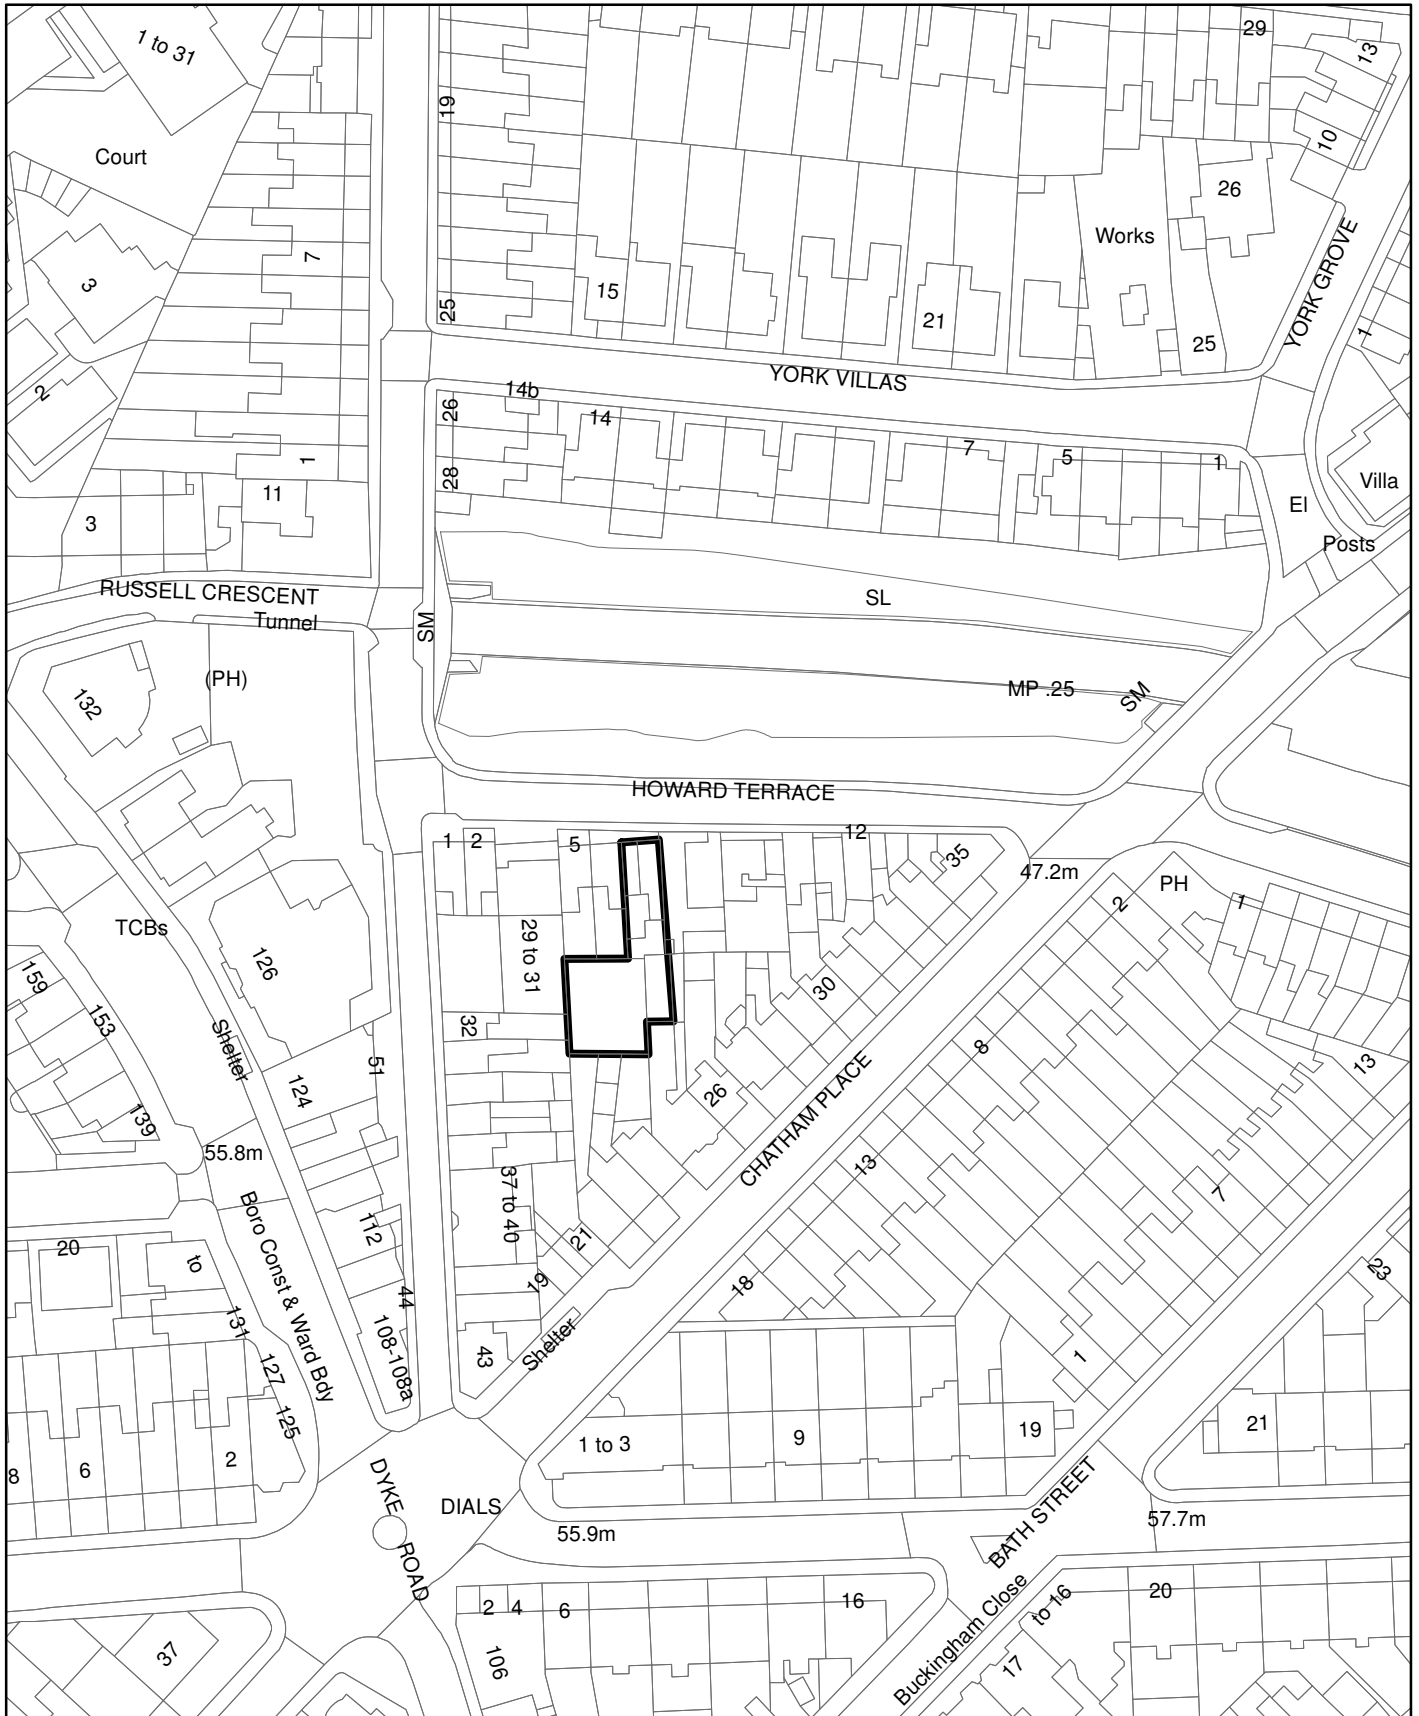 1 to 31
29
13
19
Court
10
26
7
Works
3
YORK GROVE
15
25
21
1
25
YORK VILLAS
2
14b
26
14
7
5
1
1
28
Villa
11
El
3
Posts
RUSSELL CRESCENT
SL
Tunnel
SM
(PH)
MP .25
SM
132
HOWARD TERRACE
1
2
5
12
35
47.2m
PH
2
1
TCBs
29 to 31
126
159
30
153
32
8
Shelter
51
13
124
26
CHATHAM PLACE
139
55.8m
13
37 to 40
7
Boro Const & Ward Bdy
112
21
20
to
23
19
18
44
131
Shelter
108-108a
43
1
127
125
21
1 to 3
9
19
2
8
6
DYKE ROAD
DIALS
BATH STREET
57.7m
55.9m
Buckingham Close
to 16
20
2
4
6
16
37
106
17